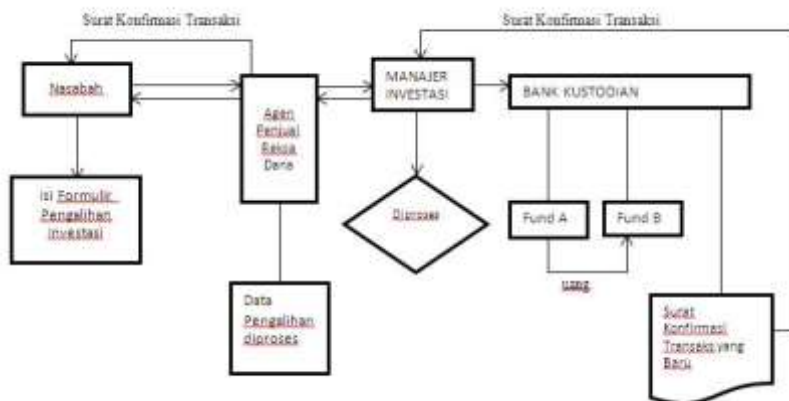 Surat Konfirmasi Transaksi
Surat Konfirmasi Transaksi
Nasabah
Agen
Penjual
Reksa
Dana
MANAJER
INVESTASI
BANK KUSTODIAN
Isi Formulir
Pengalihan
Investasi
Diproses
Fund A
Fund B
uang
Data
Pengalihan
diproses
Surat
Konfirmasi
Transaksi yang
Baru